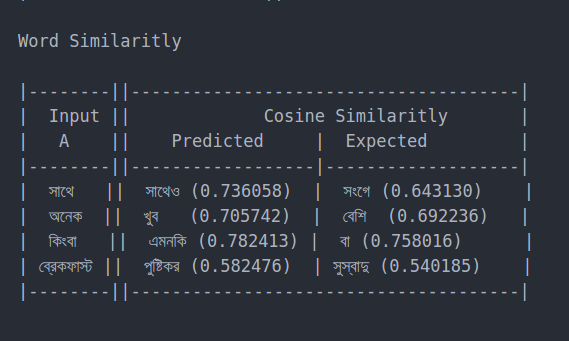 Word Similaritly
|--------||--------------------------------------|
|  Input ||             Cosine Similaritly       |
|   A    ||    Predicted     |  Expected         |
|--------||------------------|-------------------|
|  সাথে   ||  সাথেও (0.736058)  |  সংগে (0.643130)    |
|  অনেক  ||  খুব   (0.705742)  |  বেশি  (0.692236)   |
|  কিংবা   ||  এমনকি (0.782413) |  বা (0.758016)      |
| ব্রেকফাস্ট ||  পুষ্টিকর (0.582476)  | সুস্বাদু (0.540185)    |
|--------||--------------------------------------|